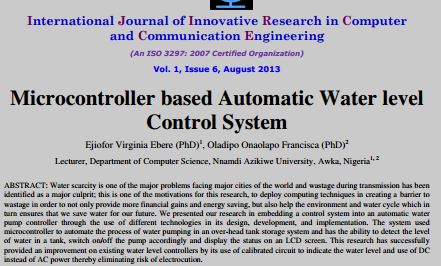 International Journal of Innovative Research in Computer
and Communication Engineering
(An ISO 3297: 2007 Certified Organization)
Vol. 1, Issue 6, August 2013
Microcontroller based Automatic Water level
Control System
Ejiofor Virginia Ebere (PhD)1, Oladipo Onaolapo Francisca (PhD)2
Lecturer, Department of Computer Science, Nnamdi Azikiwe University, Awka, Nigeria1, 2
ABSTRACT: Water scarcity is one of the major problems facing major cities of the world and wastage during transmission has been
identified as a major culprit; this is one of the motivations for this research, to deploy computing techniques in creating a barrier to
wastage in order to not only provide more financial gains and energy saving, but also help the environment and water cycle which in
turn ensures that we save water for our future. We presented our research in embedding a control system into an automatic water
pump controller through the use of different technologies in its design, development, and implementation. The system used
microcontroller to automate the process of water pumping in an over-head tank storage system and has the ability to detect the level
of water in a tank, switch on/off the pump accordingly and display the status on an LCD screen. This research has successfully
provided an improvement on existing water level controllers by its use of calibrated circuit to indicate the water level and use of DC
instead of AC power thereby eliminating risk of electrocution.